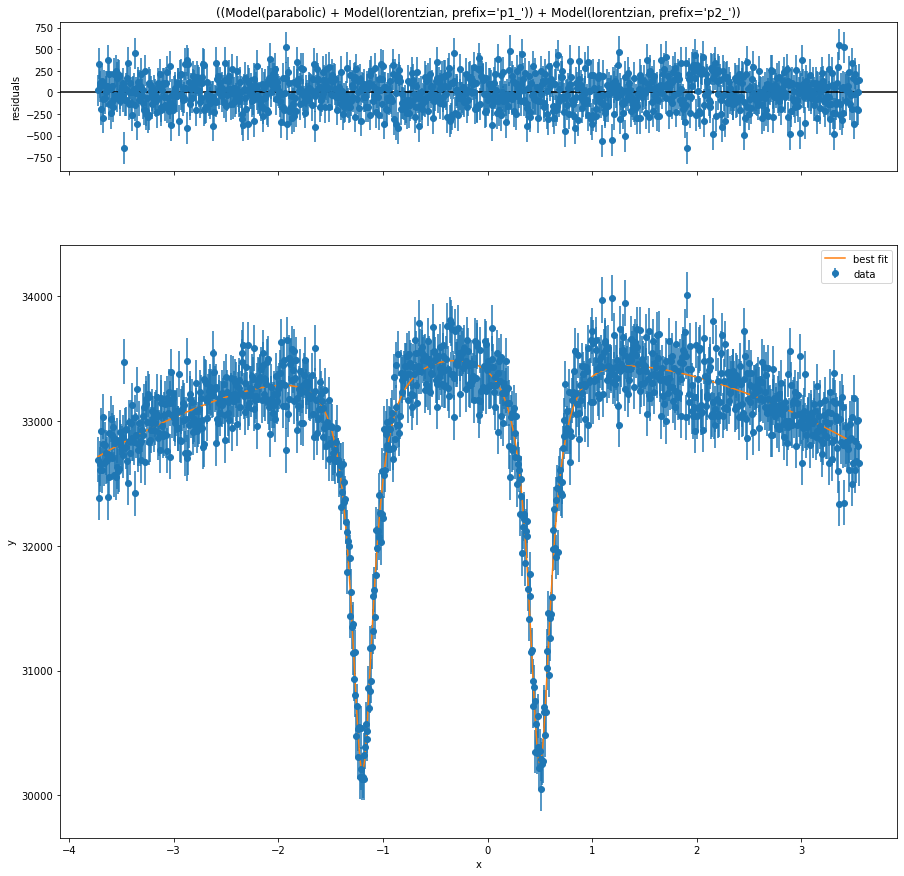 ((Model(parabolic) + Model(lorentzian, prefix='p1_')) + Model(lorentzian, prefix='p2_'))
750
500
250
0
−250
−500
−750
residuals
best fit
data
34000
33000
32000
31000
30000
y
−4 −3 −2 −1 0 1 2 3
x